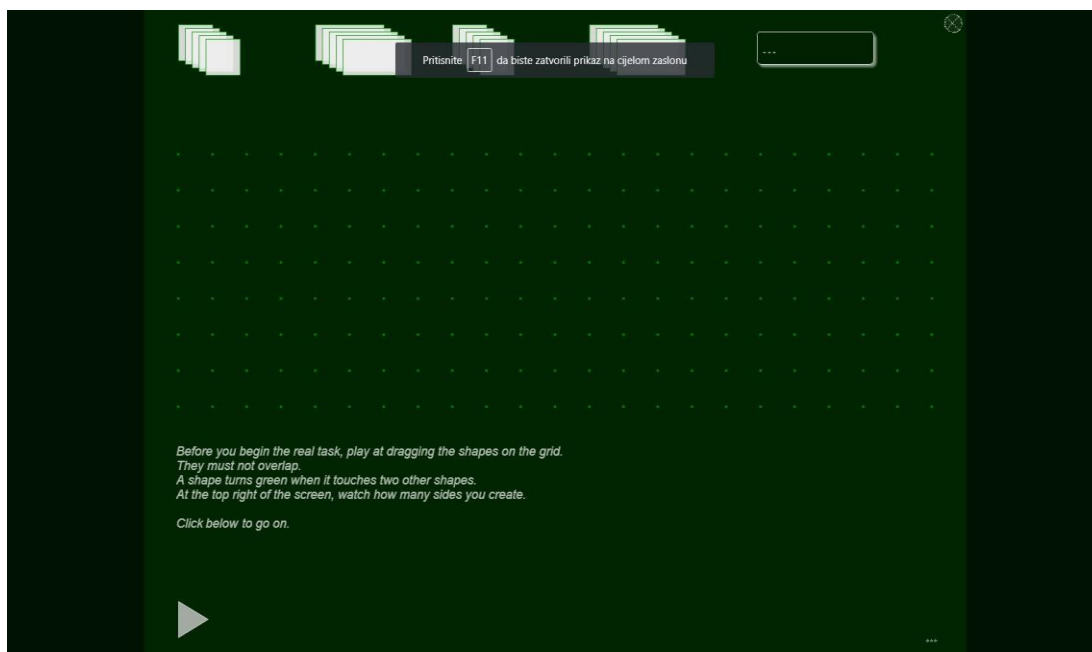 Pritisnite F11 da biste zatvorili prikaz na cijelom zaslonu
---
Before you begin the real task, play at dragging the shapes on the grid.
They must not overlap.
A shape turns green when it touches two other shapes.
At the top right of the screen, watch how many sides you create.
Click below to go on.
***